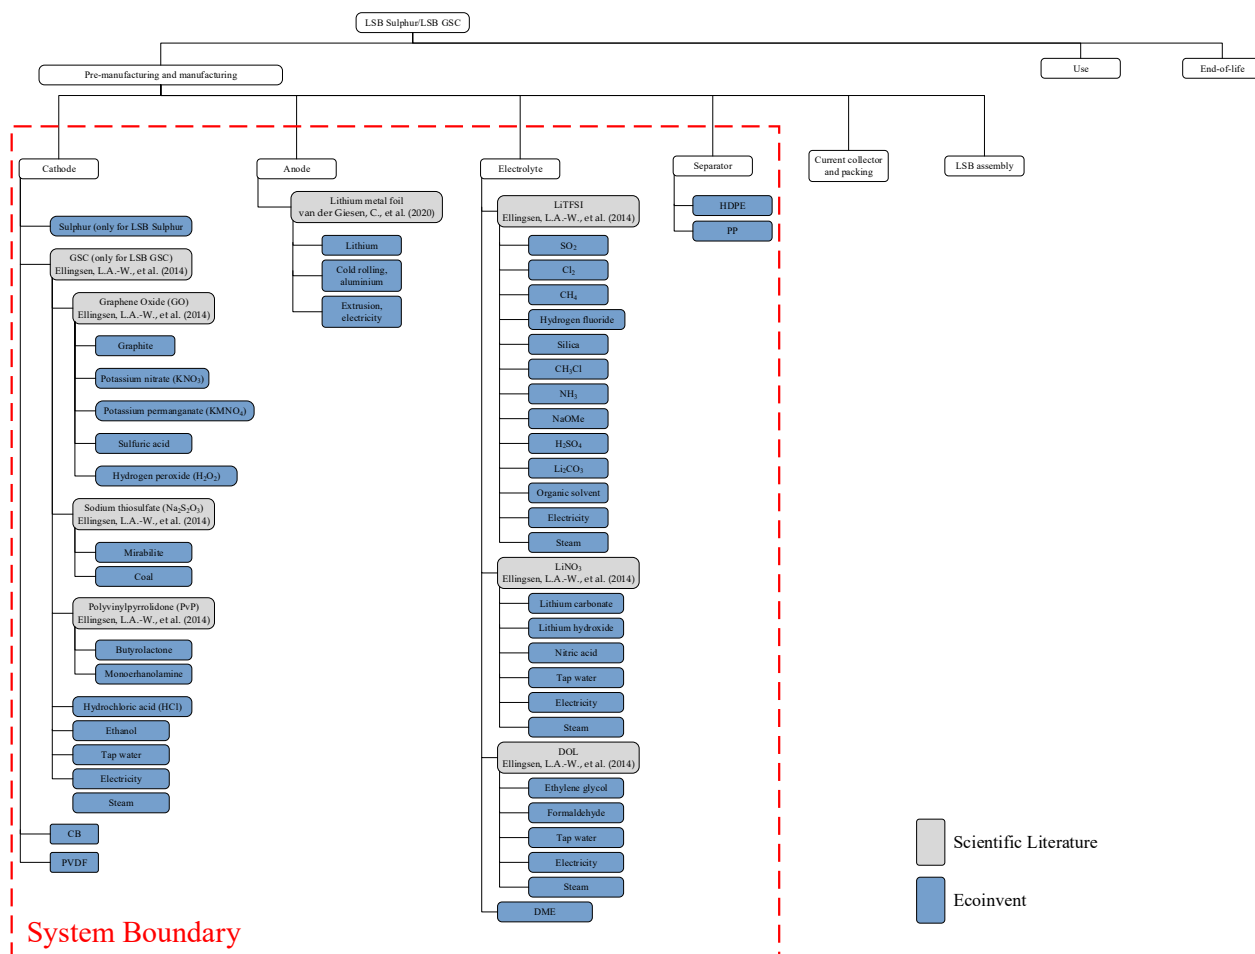 LSB Sulphur/LSB GSC
Pre-manufacturing and manufacturing
Use
End-of-life
Cathode
Anode
Electrolyte
Separator
Current collector
and packing
LSB assembly
Sulphur (only for LSB Sulphur
GSC (only for LSB GSC)
Ellingsen, L.A.-W., et al. (2014)
Graphene Oxide (GO)
Ellingsen, L.A.-W., et al. (2014)
Graphite
Potassium nitrate (KNO₃)
Potassium permanganate (KMNO₄)
Sulfuric acid
Hydrogen peroxide (H₂O₂)
Sodium thiosulfate (Na₂S₂O₃)
Ellingsen, L.A.-W., et al. (2014)
Mirabilite
Coal
Polyvinylpyrrolidone (PvP)
Ellingsen, L.A.-W., et al. (2014)
Butyrolactone
Monoerhanolamine
Hydrochloric acid (HCl)
Ethanol
Tap water
Electricity
Steam
CB
PVDF
Lithium metal foil
van der Giesen, C., et al. (2020)
Lithium
Cold rolling,
aluminium
Extrusion,
electricity
LiTFSI
Ellingsen, L.A.-W., et al. (2014)
SO₂
Cl₂
CH₄
Hydrogen fluoride
Silica
CH₃Cl
NH₃
NaOMe
H₂SO₄
Li₂CO₃
Organic solvent
Electricity
Steam
LiNO₃
Ellingsen, L.A.-W., et al. (2014)
Lithium carbonate
Lithium hydroxide
Nitric acid
Tap water
Electricity
Steam
DOL
Ellingsen, L.A.-W., et al. (2014)
Ethylene glycol
Formaldehyde
Tap water
Electricity
Steam
DME
HDPE
PP
Scientific Literature
Ecoinvent
System Boundary